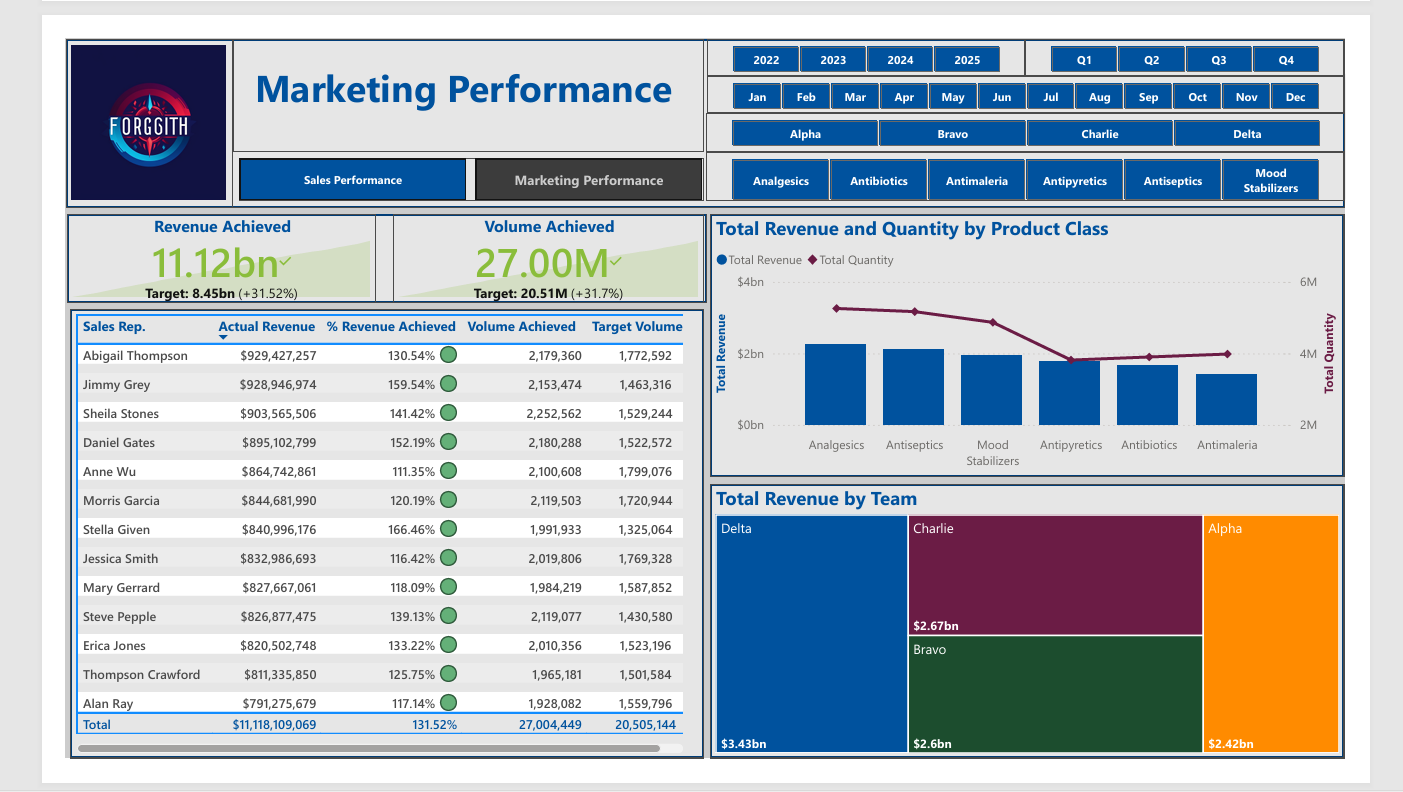 FORGGITH
Marketing Performance
Sales Performance
Marketing Performance
2022 2023 2024 2025
Q1 Q2 Q3 Q4
Jan Feb Mar Apr May Jun Jul Aug Sep Oct Nov Dec
Alpha Bravo Charlie Delta
Analgesics Antibiotics Antimaleria Antipyretics Antiseptics Mood
Stabilizers
Revenue Achieved
11.12bn
Target: 8.45bn (+31.52%)
Volume Achieved
27.00M
Target: 20.51M (+31.7%)
Sales Rep. Actual Revenue % Revenue Achieved Volume Achieved Target Volume
Abigail Thompson $929,427,257 130.54% 2,179,360 1,772,592
Jimmy Grey $928,946,974 159.54% 2,153,474 1,463,316
Sheila Stones $903,565,506 141.42% 2,252,562 1,529,244
Daniel Gates $895,102,799 152.19% 2,180,288 1,522,572
Anne Wu $864,742,861 111.35% 2,100,608 1,799,076
Morris Garcia $844,681,990 120.19% 2,119,503 1,720,944
Stella Given $840,996,176 166.46% 1,991,933 1,325,064
Jessica Smith $832,986,693 116.42% 2,019,806 1,769,328
Mary Gerrard $827,667,061 118.09% 1,984,219 1,587,852
Steve Pepple $826,877,475 139.13% 2,119,077 1,430,580
Erica Jones $820,502,748 133.22% 2,010,356 1,523,196
Thompson Crawford $811,335,850 125.75% 1,965,181 1,501,584
Alan Ray $791,275,679 117.14% 1,928,082 1,559,796
Total $11,118,109,069 131.52% 27,004,449 20,505,144
Total Revenue and Quantity by Product Class
Total Revenue Total Quantity
$4bn 6M
$2bn 4M
$0bn 2M
Total Revenue
Total Quantity
Analgesics Antiseptics Mood Antipyretics Antibiotics Antimaleria
Stabilizers
Total Revenue by Team
Delta
$3.43bn
Charlie
$2.67bn
Bravo
$2.6bn
Alpha
$2.42bn